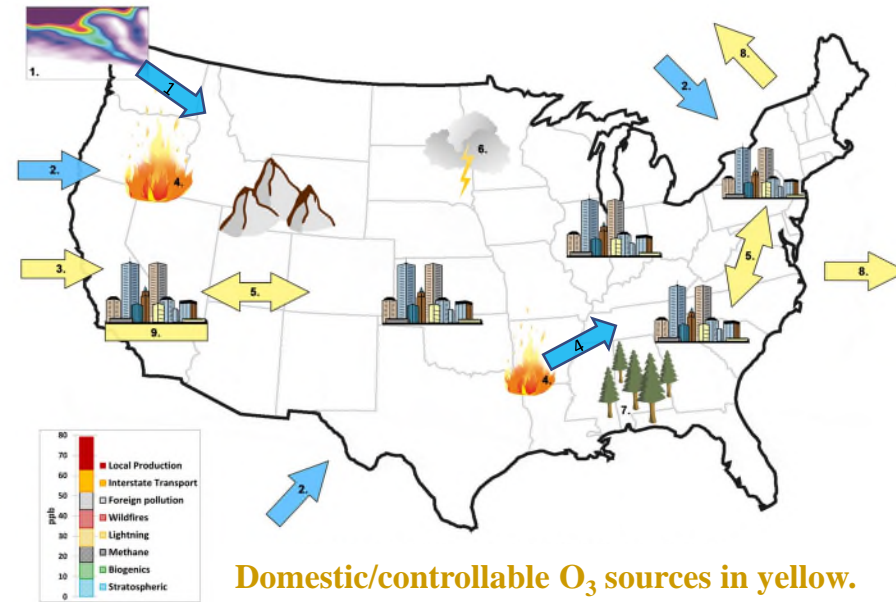 1.
1
2.
8.
2.
4.
6.
3.
5.
5.
8.
9.
4
4.
7.
2.
80
70
60
50
40
30
20
10
0
ppb
Local Production
Interstate Transport
Foreign pollution
Wildfires
Lightning
Methane
Biogenics
Stratospheric
Domestic/controllable O₃ sources in yellow.